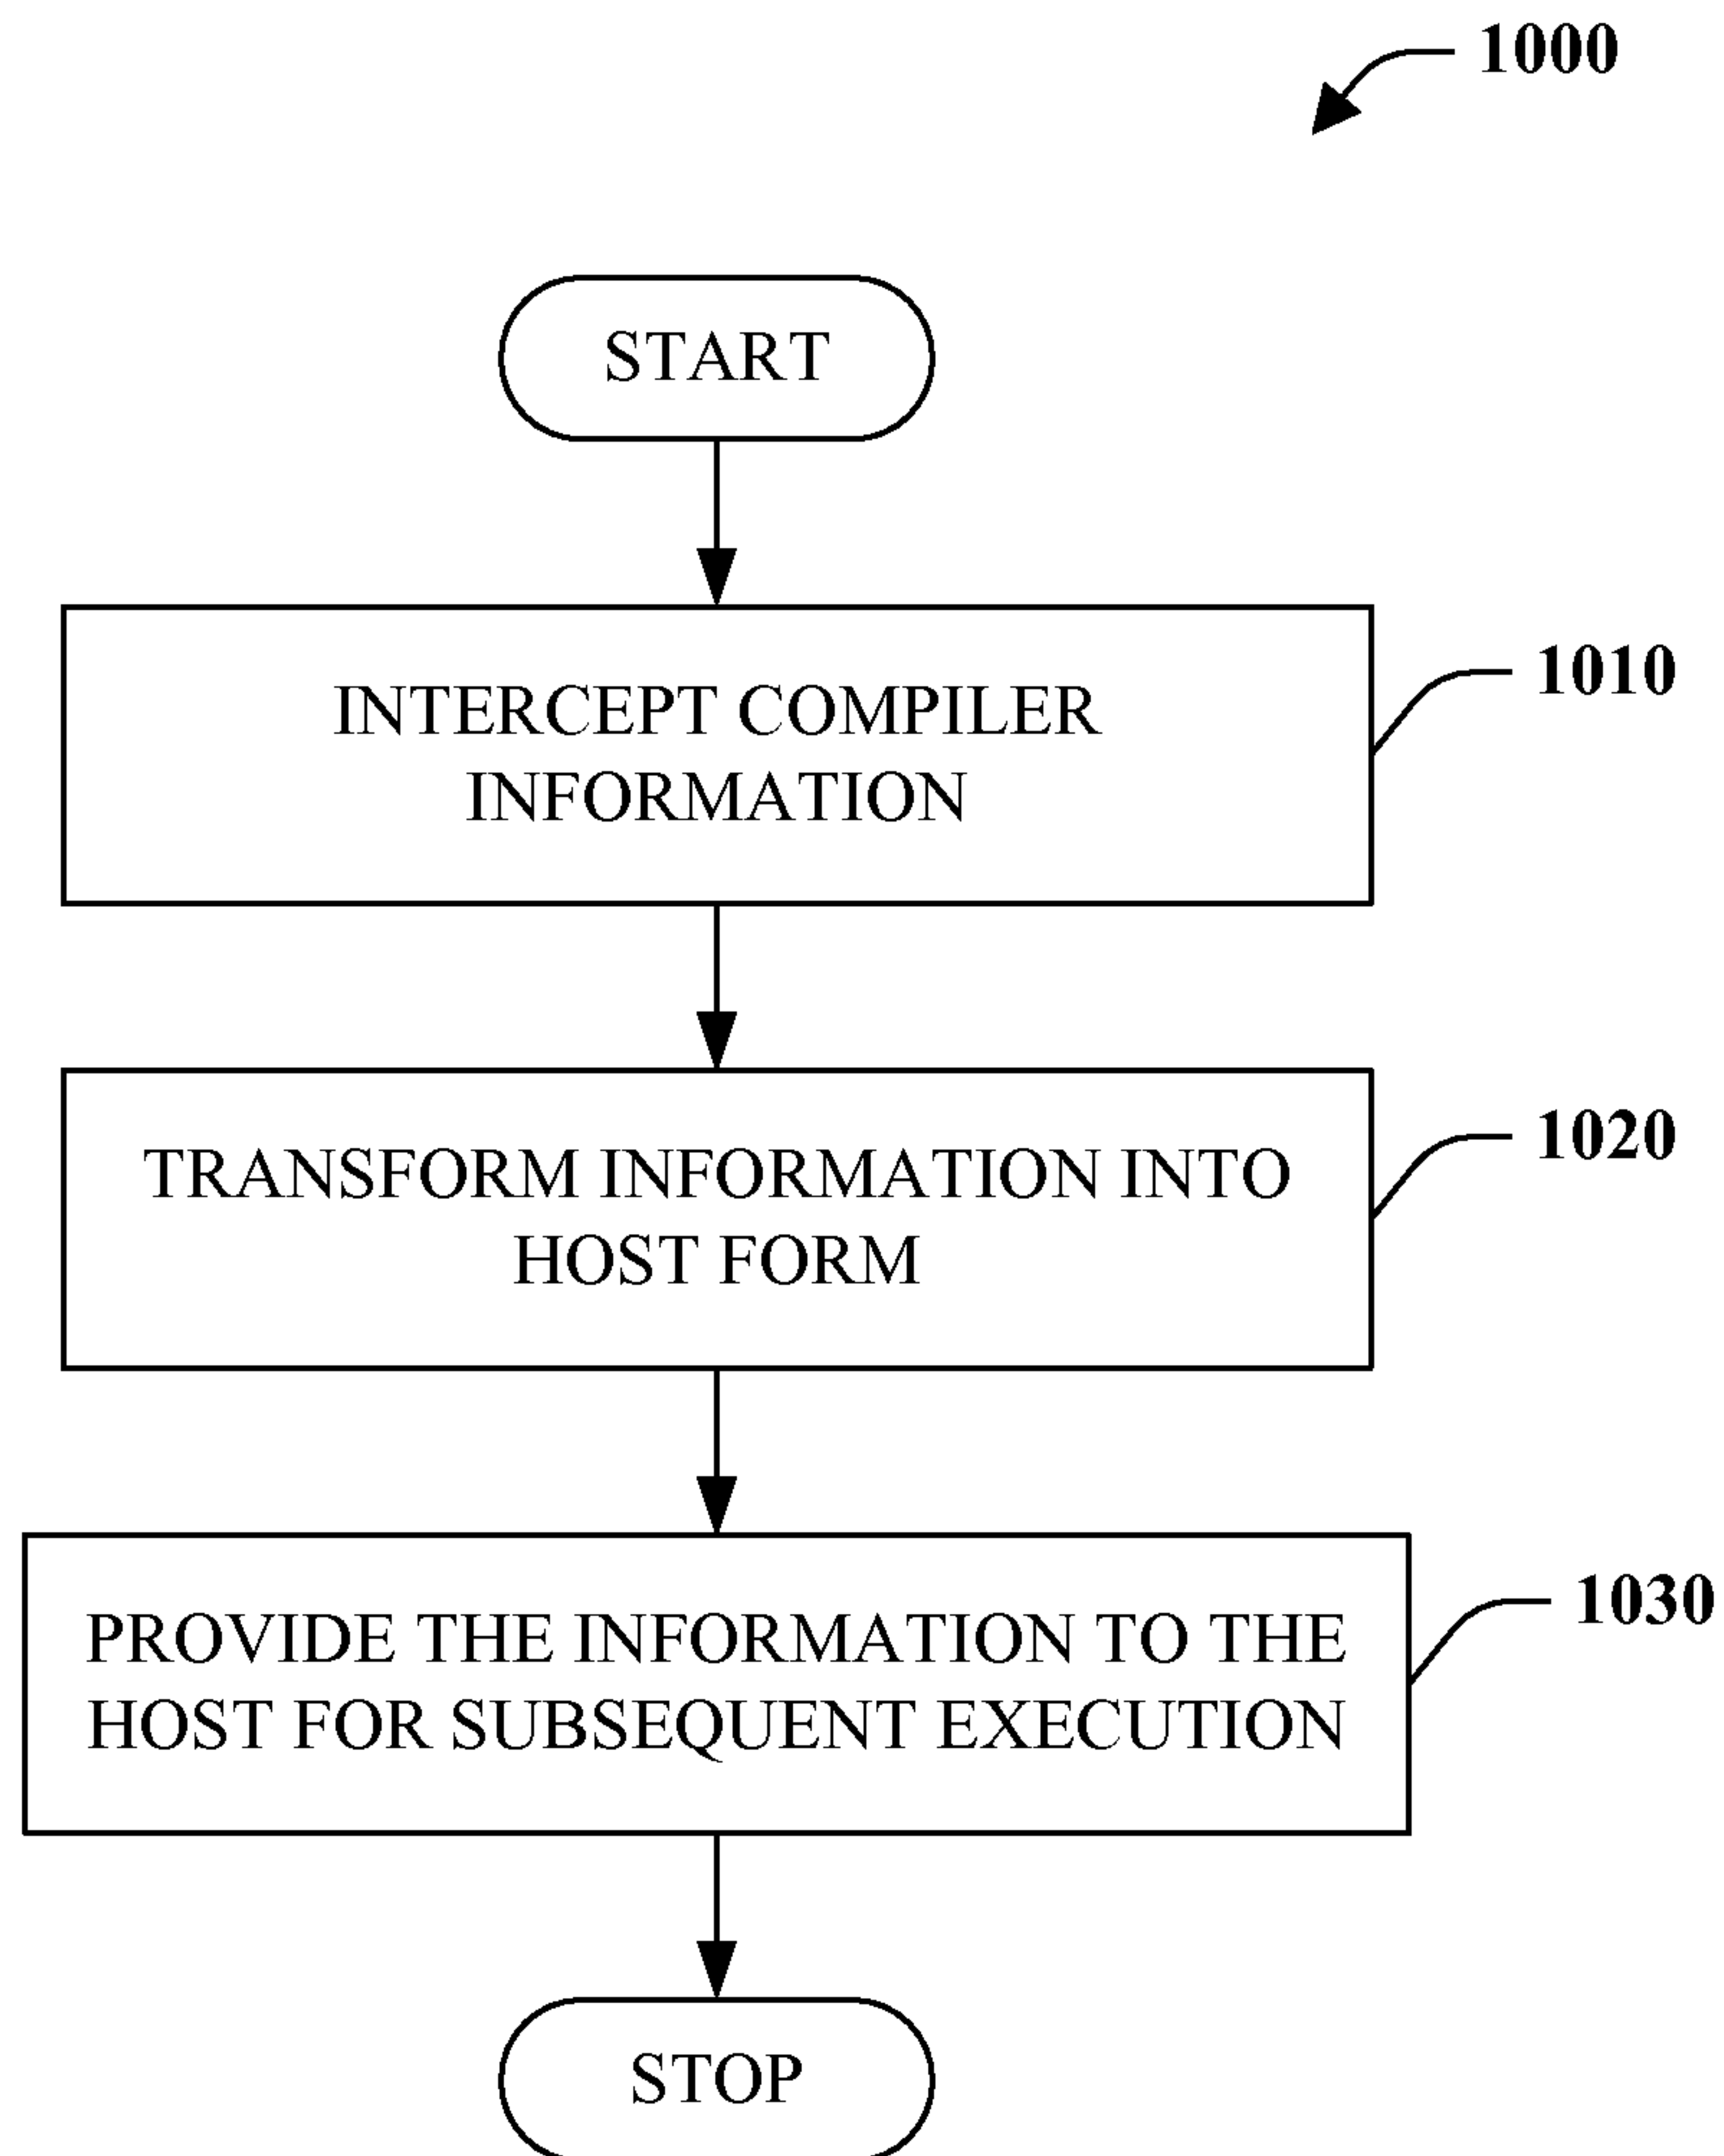 1000
START
INTERCEPT COMPILER
INFORMATION
1010
TRANSFORM INFORMATION INTO
HOST FORM
1020
PROVIDE THE INFORMATION TO THE
HOST FOR SUBSEQUENT EXECUTION
1030
STOP